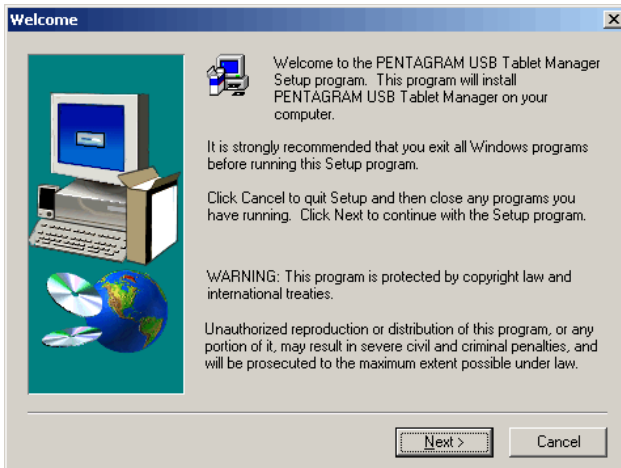 Welcome
Welcome to the PENTAGRAM USB Tablet Manager
Setup program. This program will install
PENTAGRAM USB Tablet Manager on your
computer.
It is strongly recommended that you exit all Windows programs
before running this Setup program.
Click Cancel to quit Setup and then close any programs you
have running. Click Next to continue with the Setup program.
WARNING: This program is protected by copyright law and
international treaties.
Unauthorized reproduction or distribution of this program, or any
portion of it, may result in severe civil and criminal penalties, and
will be prosecuted to the maximum extent possible under law.
Next > Cancel